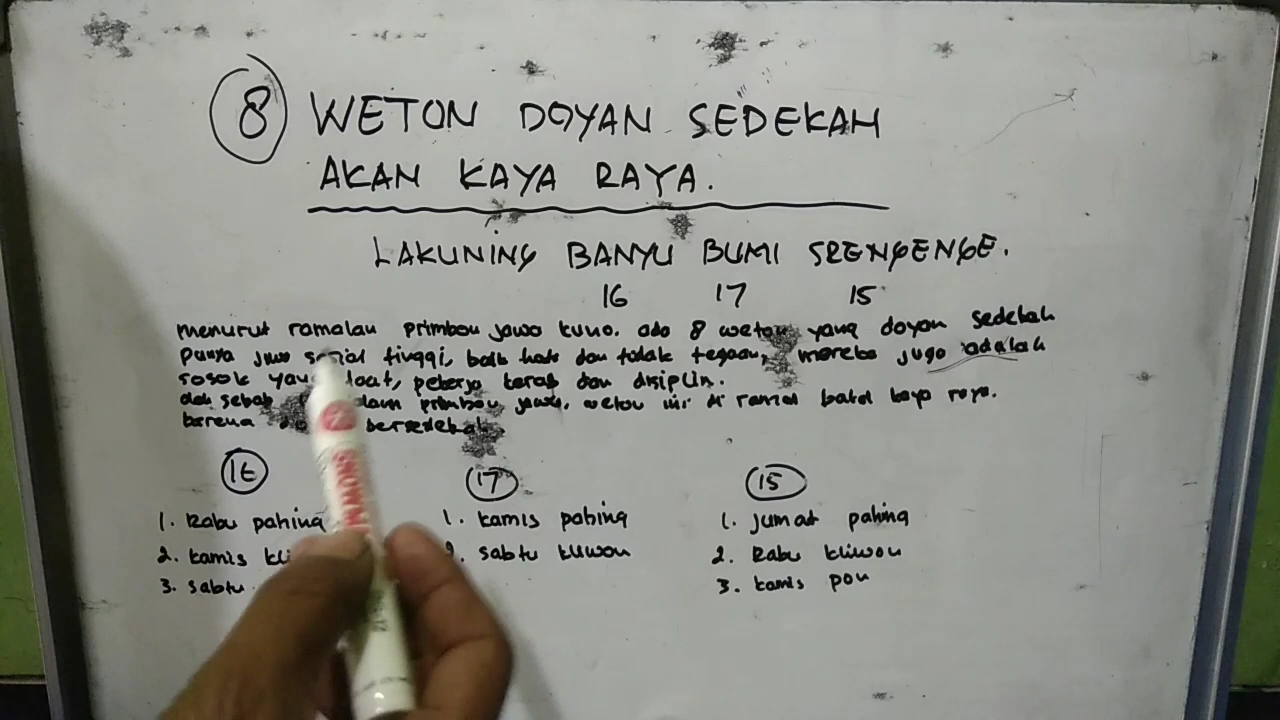 8 WETON DOYAN SEDEKAH
AKAN KAYA RAYA.
LAKUNING BANYU BUMI SRENGENGE.
16 17 15
menurut ramalan primbon jawa kuno. ada 8 weton yang doyan sedekah
punya jiwa sosial tinggi, baik hati dan tidak tegaan, mereka juga adalah
sosok yang taat, pekerja keras dan disiplin.
dan sebab dalam primbon jawa, weton ini di ramal bakal kaya raya.
karena bersedekah
16 17 15
1. Rabu pahing 1. kamis pahing 1. jumat pahing
2. kamis 2. sabtu kliwon 2. Rabu kliwon
3. sabtu 3. kamis pon
SNOWMAN